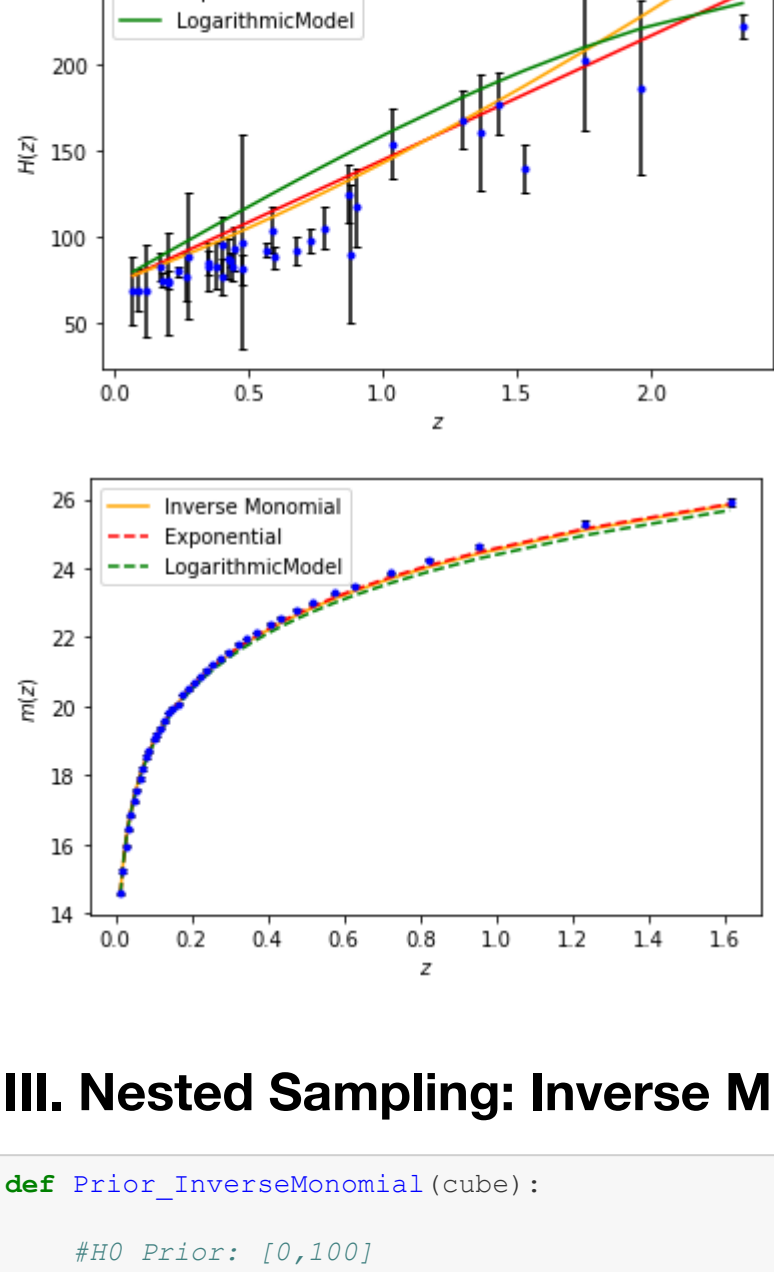 LogarithmicModel
200
150
100
50
H(z)
0.0 0.5 1.0 1.5 2.0
z
Inverse Monomial
Exponential
LogarithmicModel
26
24
22
20
18
16
14
m(z)
0.0 0.2 0.4 0.6 0.8 1.0 1.2 1.4 1.6
z
III. Nested Sampling: Inverse M
def Prior_InverseMonomial(cube):
#H0 Prior: [0,100]